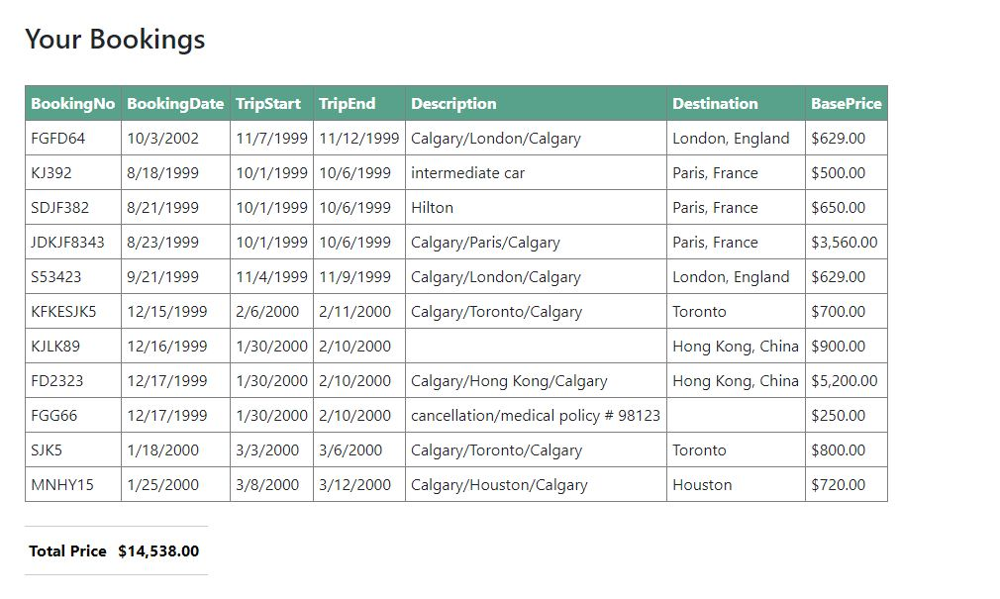 Your Bookings
BookingNo BookingDate TripStart TripEnd Description Destination BasePrice
FGFD64 10/3/2002 11/7/1999 11/12/1999 Calgary/London/Calgary London, England $629.00
KJ392 8/18/1999 10/1/1999 10/6/1999 intermediate car Paris, France $500.00
SDJF382 8/21/1999 10/1/1999 10/6/1999 Hilton Paris, France $650.00
JDKJF8343 8/23/1999 10/1/1999 10/6/1999 Calgary/Paris/Calgary Paris, France $3,560.00
S53423 9/21/1999 11/4/1999 11/9/1999 Calgary/London/Calgary London, England $629.00
KFKESJK5 12/15/1999 2/6/2000 2/11/2000 Calgary/Toronto/Calgary Toronto $700.00
KJLK89 12/16/1999 1/30/2000 2/10/2000 Hong Kong, China $900.00
FD2323 12/17/1999 1/30/2000 2/10/2000 Calgary/Hong Kong/Calgary Hong Kong, China $5,200.00
FGG66 12/17/1999 1/30/2000 2/10/2000 cancellation/medical policy # 98123 $250.00
SJK5 1/18/2000 3/3/2000 3/6/2000 Calgary/Toronto/Calgary Toronto $800.00
MNHY15 1/25/2000 3/8/2000 3/12/2000 Calgary/Houston/Calgary Houston $720.00
Total Price $14,538.00